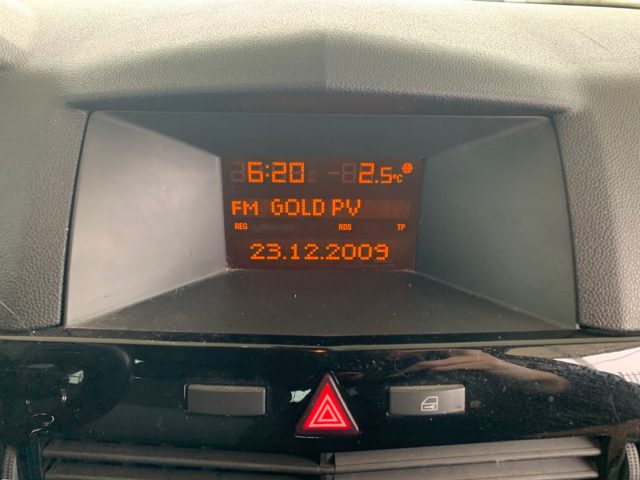 6:20 2.5°C
FM GOLD PV
REG RDS TP
23.12.2009